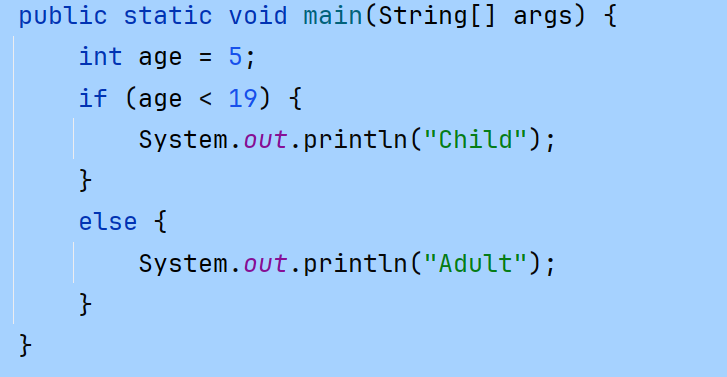 public static void main(String[] args) {
    int age = 5;
    if (age < 19) {
        System.out.println("Child");
    }
    else {
        System.out.println("Adult");
    }
}